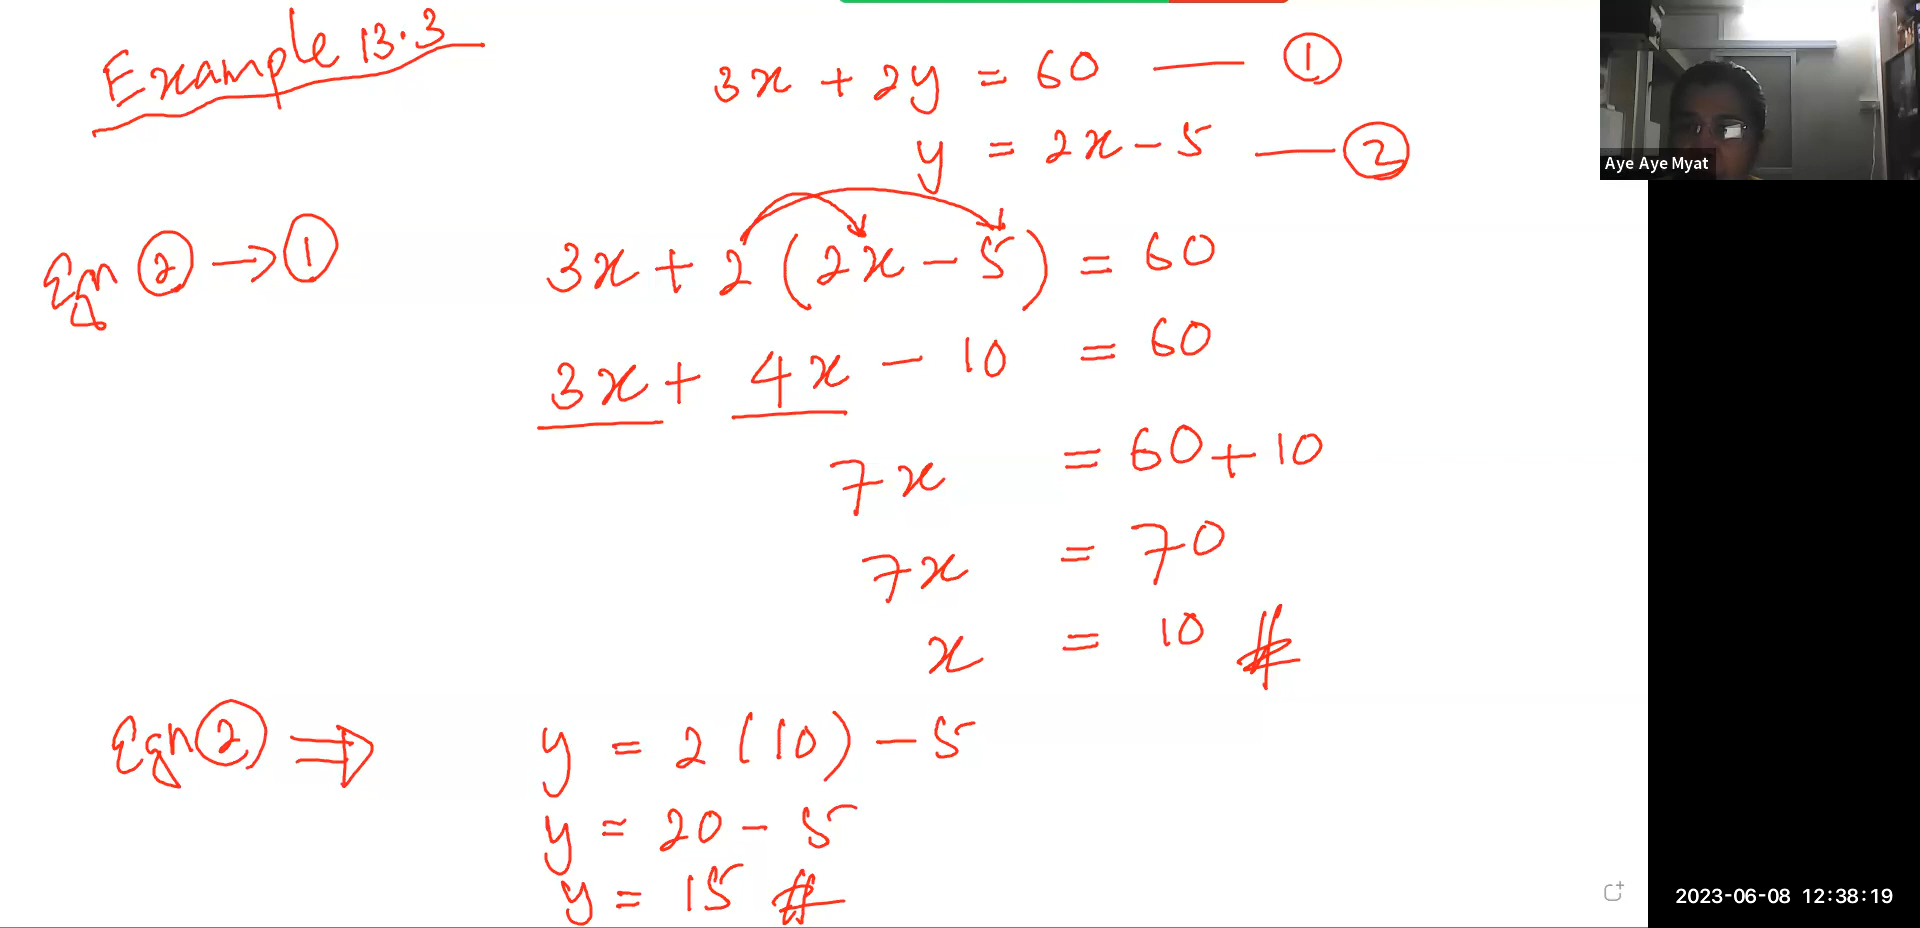 Example 13.3
3x + 2y = 60 —— ①
y = 2x - 5 —— ②
Eqn ② → ① 3x + 2 (2x - 5) = 60
3x + 4x - 10 = 60
7x = 60 + 10
7x = 70
x = 10 #
Eqn ② ⇒ y = 2 (10) - 5
y = 20 - 5
y = 15 #
Aye Aye Myat
2023-06-08 12:38:19